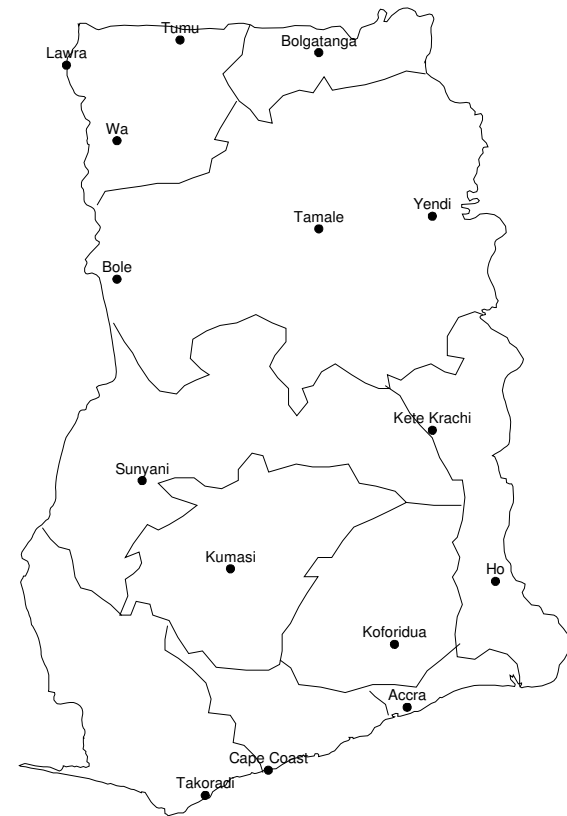 Tumu
Bolgatanga
Lawra
Wa
Yendi
Tamale
Bole
Kete Krachi
Sunyani
Kumasi
Ho
Koforidua
Accra
Cape Coast
Takoradi